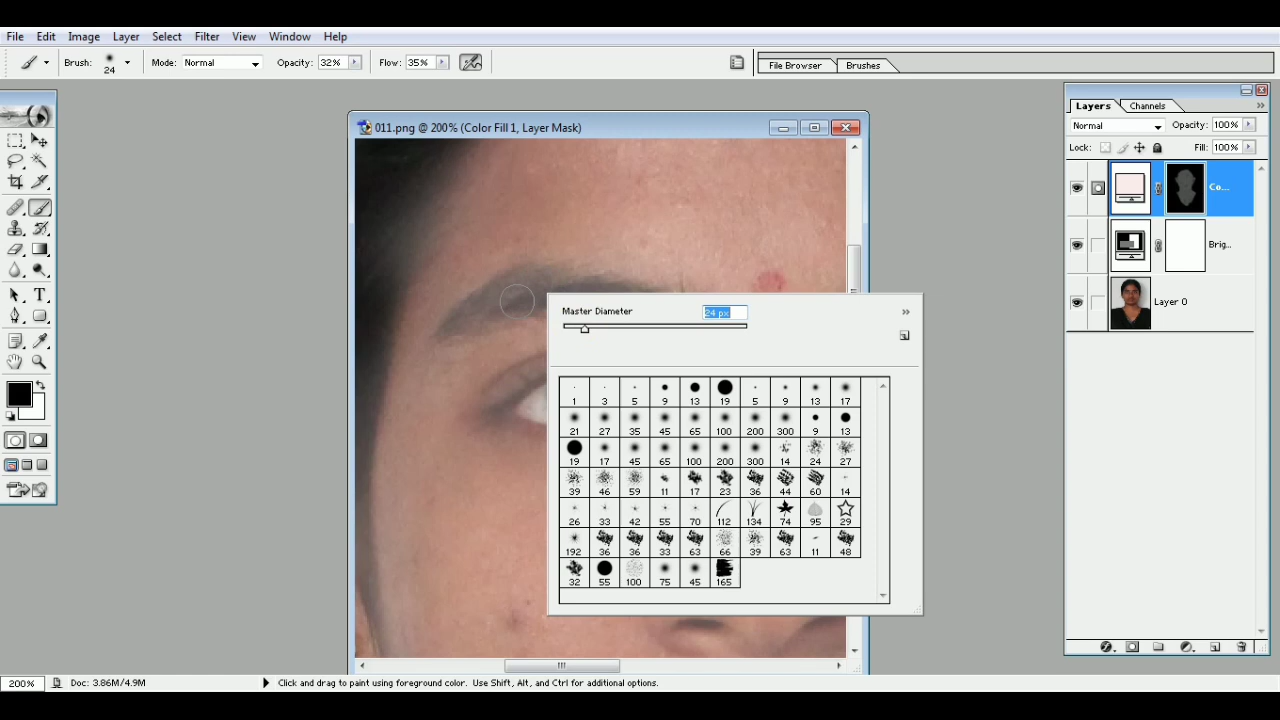 File Edit Image Layer Select Filter View Window Help
Brush: 24 Mode: Normal Opacity: 32% Flow: 35% File Browser Brushes
011.png @ 200% (Color Fill 1, Layer Mask)
Layers Channels
Normal Opacity: 100%
Lock: Fill: 100%
Co...
Brig...
Layer 0
Master Diameter 24 px
1 3 5 9 13 19 5 9 13 17
21 27 35 45 65 100 200 300 9 13
19 17 45 65 100 200 300 14 24 27
39 46 59 11 17 23 36 44 60 14
26 33 42 55 70 112 134 74 95 29
192 36 36 33 63 66 39 63 11 48
32 55 100 75 45 165
200% Doc: 3.86M/4.9M Click and drag to paint using foreground color. Use Shift, Alt, and Ctrl for additional options.